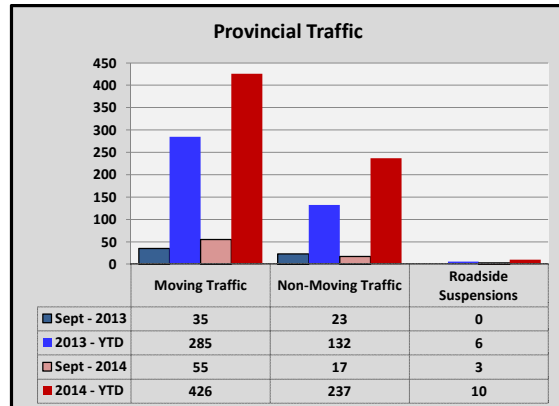 Provincial Traffic
450
400
350
300
250
200
150
100
50
0
Moving Traffic Non-Moving Traffic Roadside Suspensions
Sept - 2013 35 23 0
2013 - YTD 285 132 6
Sept - 2014 55 17 3
2014 - YTD 426 237 10